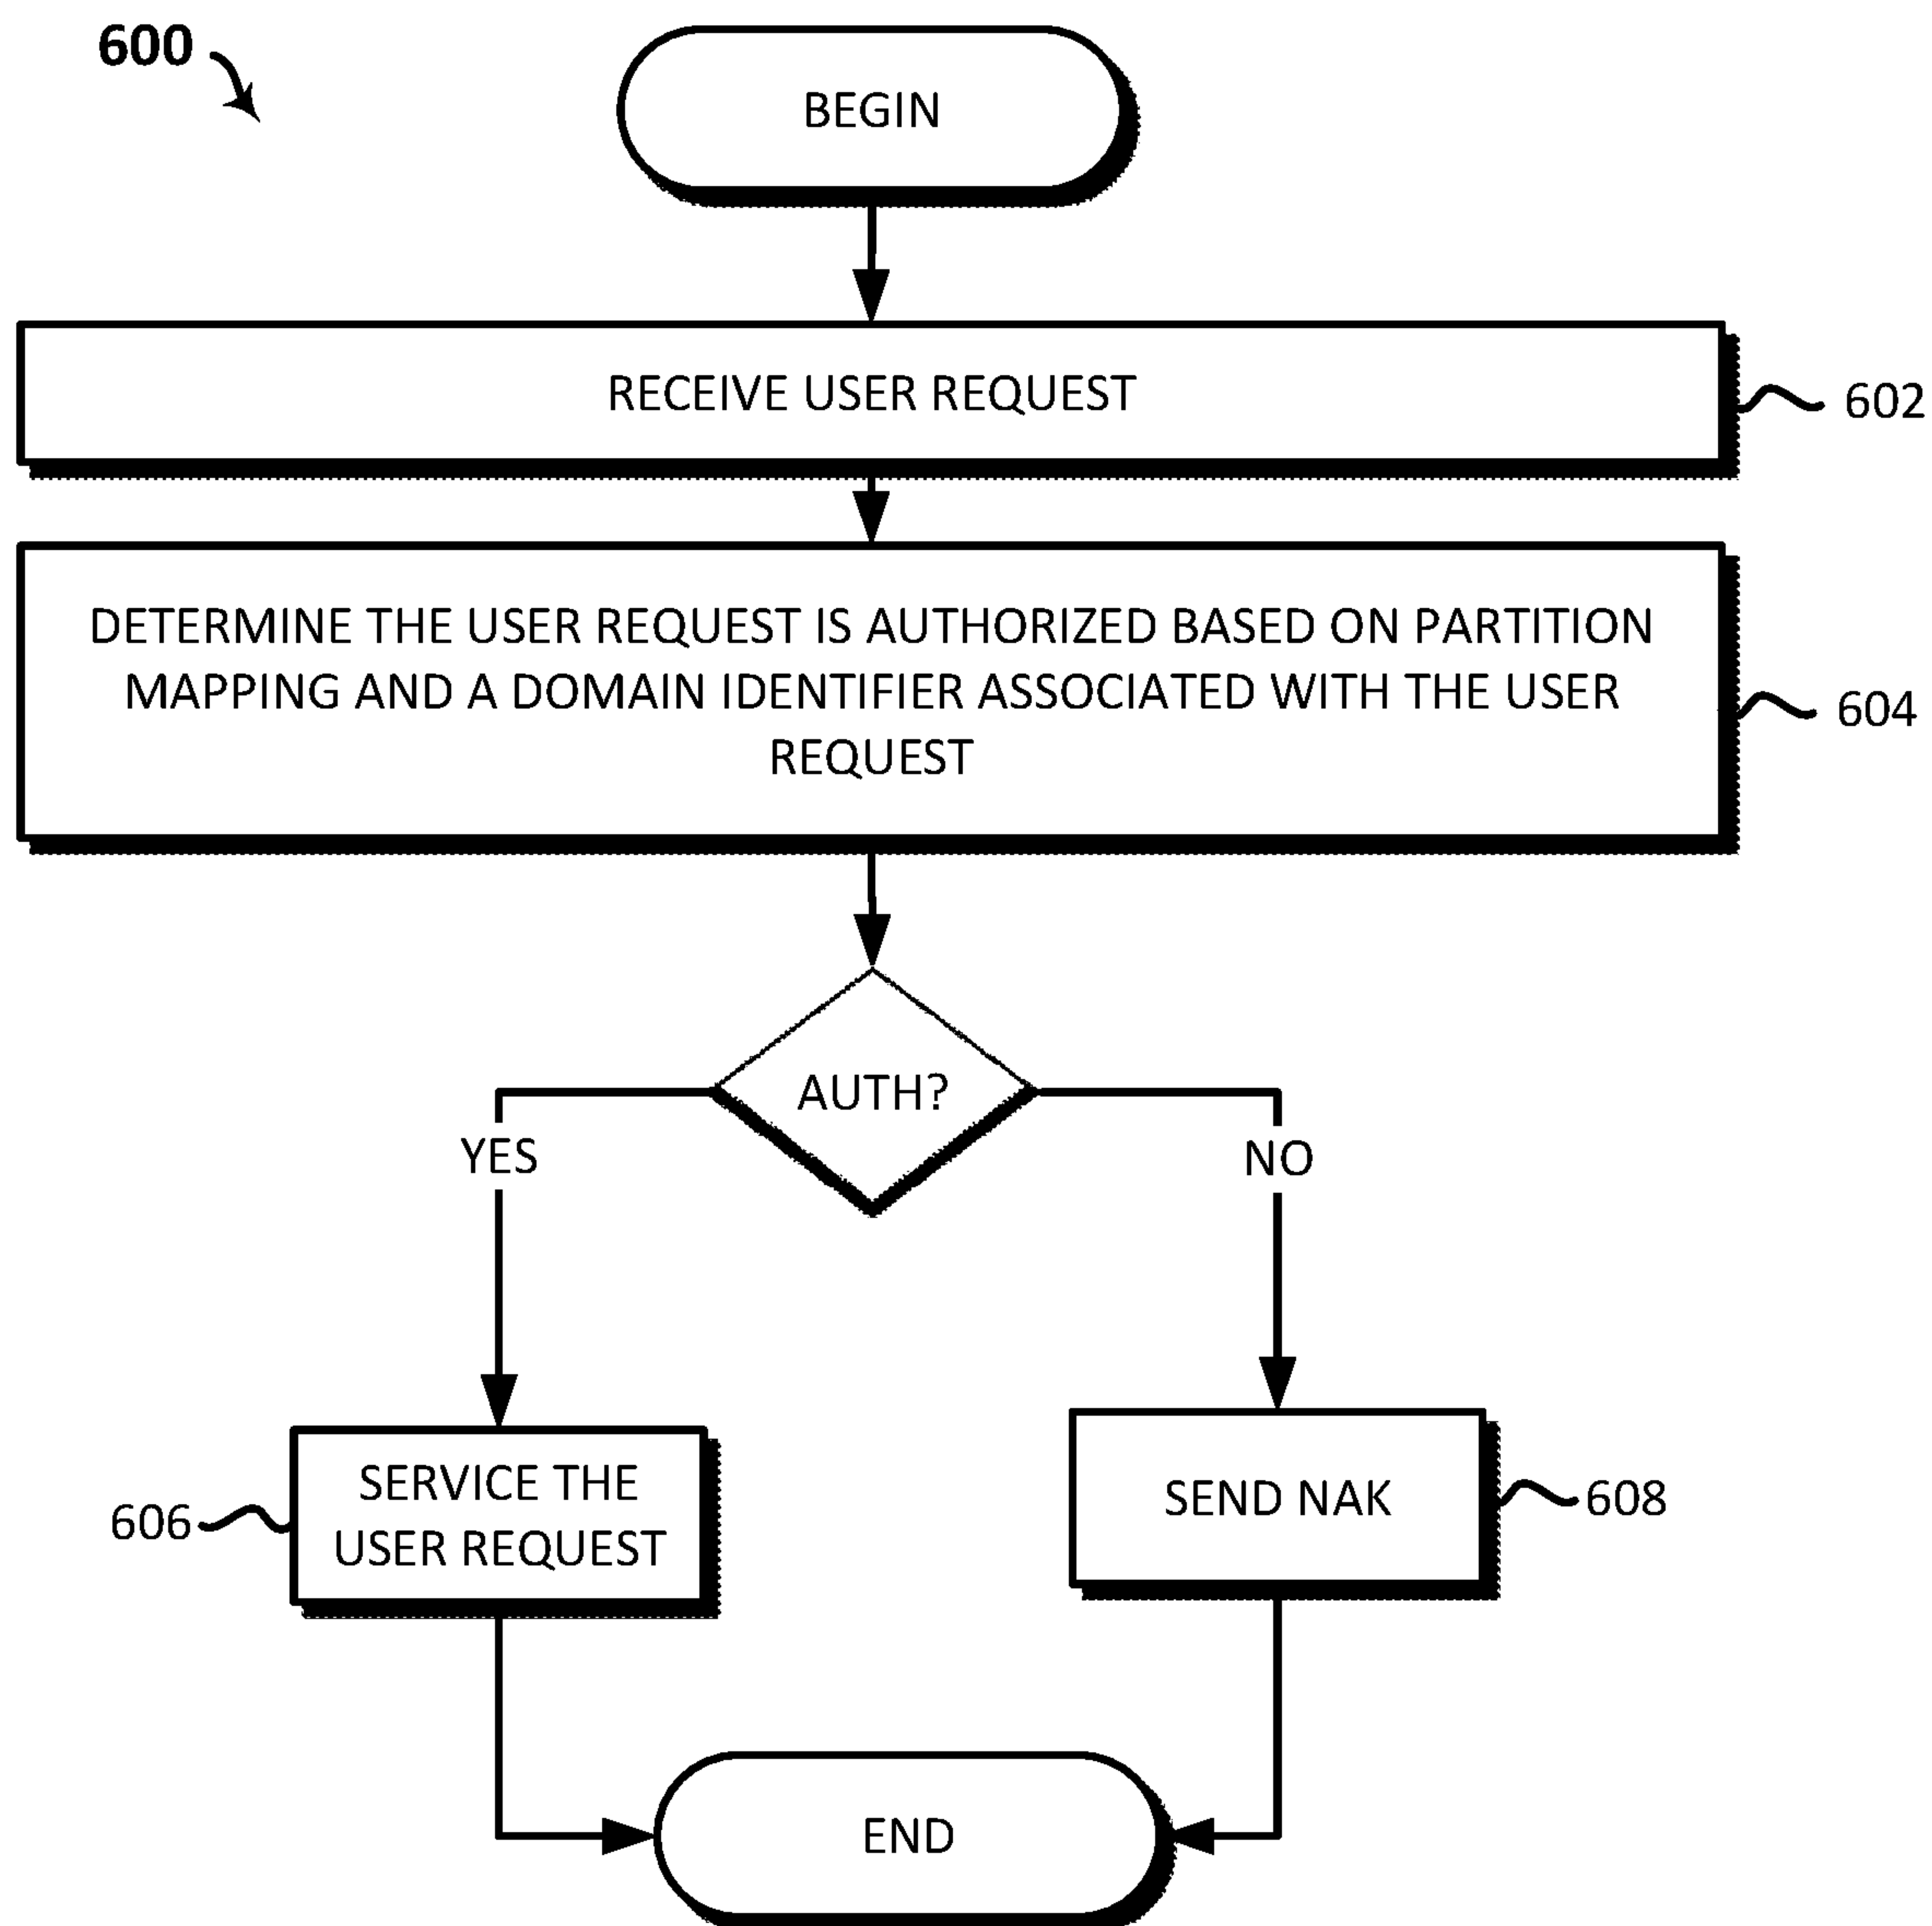 600
BEGIN
RECEIVE USER REQUEST
602
DETERMINE THE USER REQUEST IS AUTHORIZED BASED ON PARTITION
MAPPING AND A DOMAIN IDENTIFIER ASSOCIATED WITH THE USER
REQUEST
604
AUTH?
YES
NO
SERVICE THE
USER REQUEST
606
SEND NAK
608
END